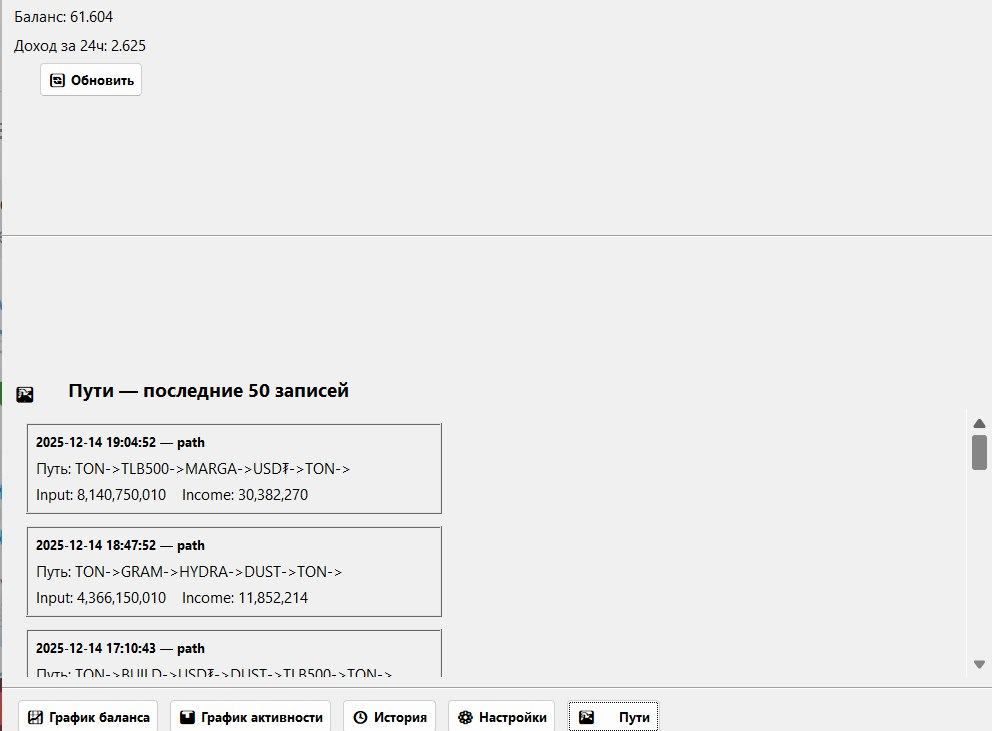 Баланс: 61.604
Доход за 24ч: 2.625
Обновить
Пути — последние 50 записей
2025-12-14 19:04:52 — path
Путь: TON->TLB500->MARGA->USD₮->TON->
Input: 8,140,750,010 Income: 30,382,270
2025-12-14 18:47:52 — path
Путь: TON->GRAM->HYDRA->DUST->TON->
Input: 4,366,150,010 Income: 11,852,214
2025-12-14 17:10:43 — path
Путь: TON->BUILD->USD₮->DUST->TLB500->TON->
График баланса График активности История Настройки Пути